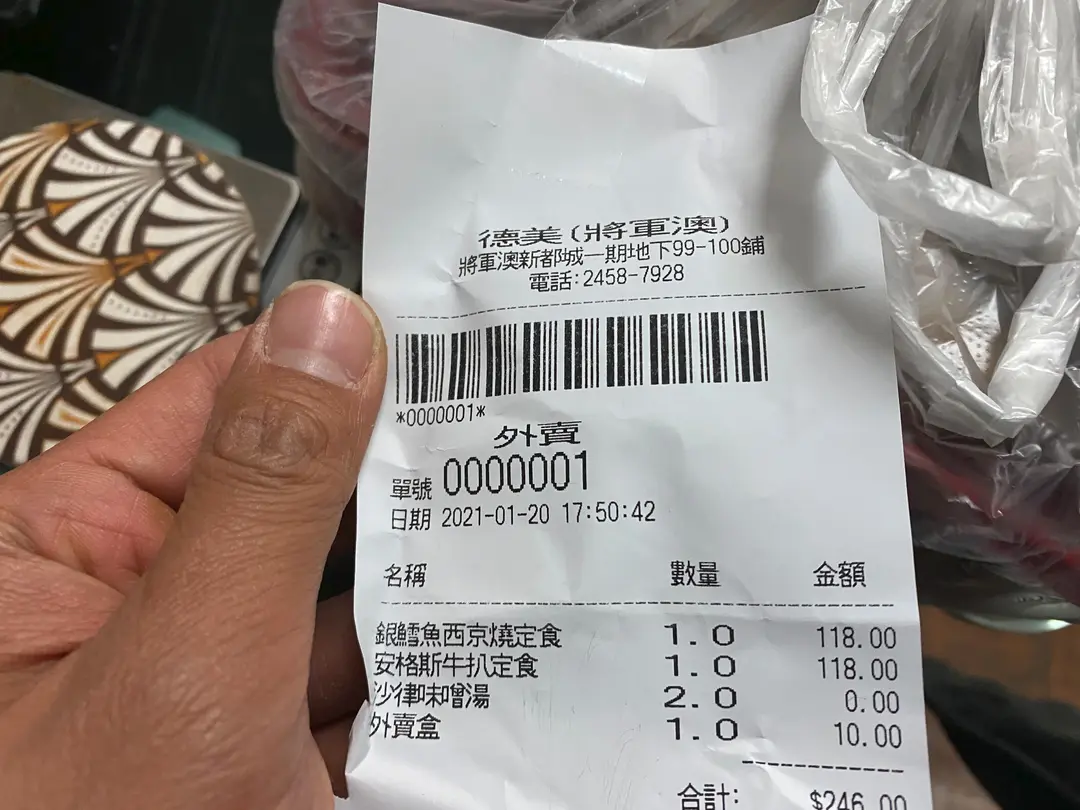 德美(將軍澳)
將軍澳新都城一期地下99-100鋪
電話:2458-7928
*0000001*
外賣
單號 0000001
日期 2021-01-20 17:50:42
名稱 數量 金額
銀鱈魚西京燒定食 1.0 118.00
安格斯牛扒定食 1.0 118.00
沙律味噌湯 2.0 0.00
外賣盒 1.0 10.00
合計: $246.00